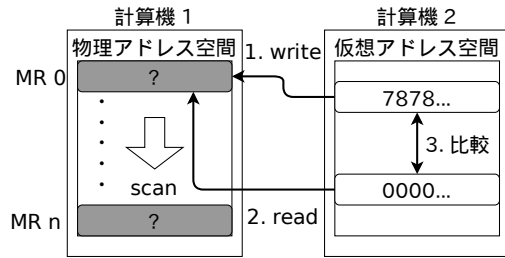 計算機 1
計算機 2
物理アドレス空間
1. write
仮想アドレス空間
MR 0
?
7878...
scan
3. 比較
0000...
MR n
?
2. read